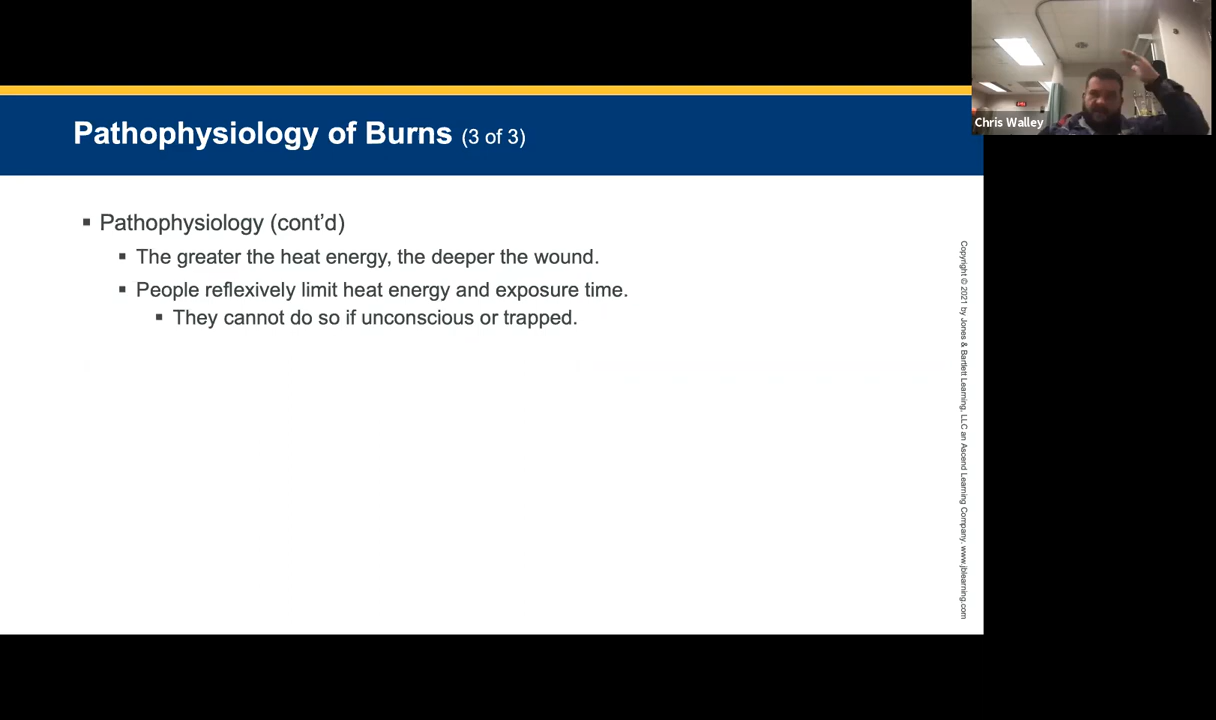 Pathophysiology of Burns (3 of 3)
▪ Pathophysiology (cont’d)
▪ The greater the heat energy, the deeper the wound.
▪ People reflexively limit heat energy and exposure time.
▪ They cannot do so if unconscious or trapped.
Copyright © 2021 by Jones & Bartlett Learning, LLC an Ascend Learning Company. www.jblearning.com
Chris Walley